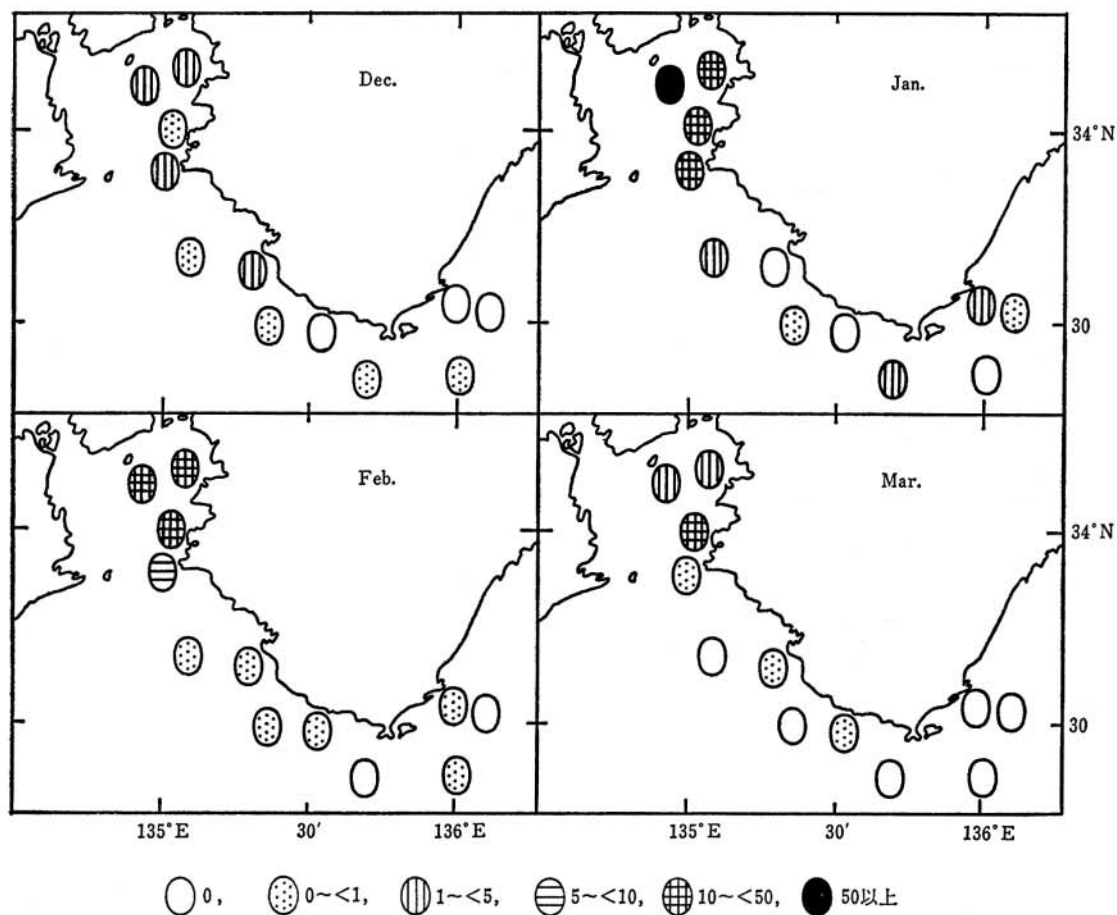 Dec.
Jan.
34°N
30
Feb.
Mar.
34°N
30
135°E 30′ 136°E 135°E 30′ 136°E
0, 0~<1, 1~<5, 5~<10, 10~<50, 50以上